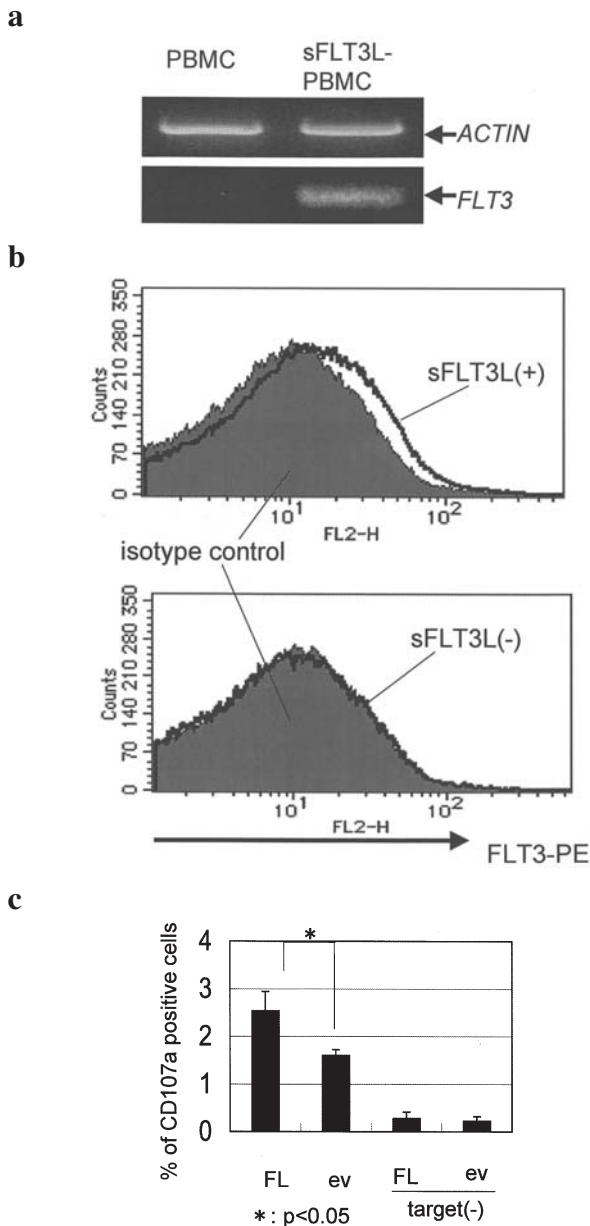 a
PBMC
sFLT3L-
PBMC
ACTIN
FLT3
b
350
280
210
140
70
0
Counts
sFLT3L(+)
10¹
10²
FL2-H
isotype control
350
280
210
140
70
0
Counts
sFLT3L(-)
10¹
10²
FL2-H
FLT3-PE
c
% of CD107a positive cells
4
3
2
1
0
*
FL
ev
FL
ev
*: p<0.05
target(-)